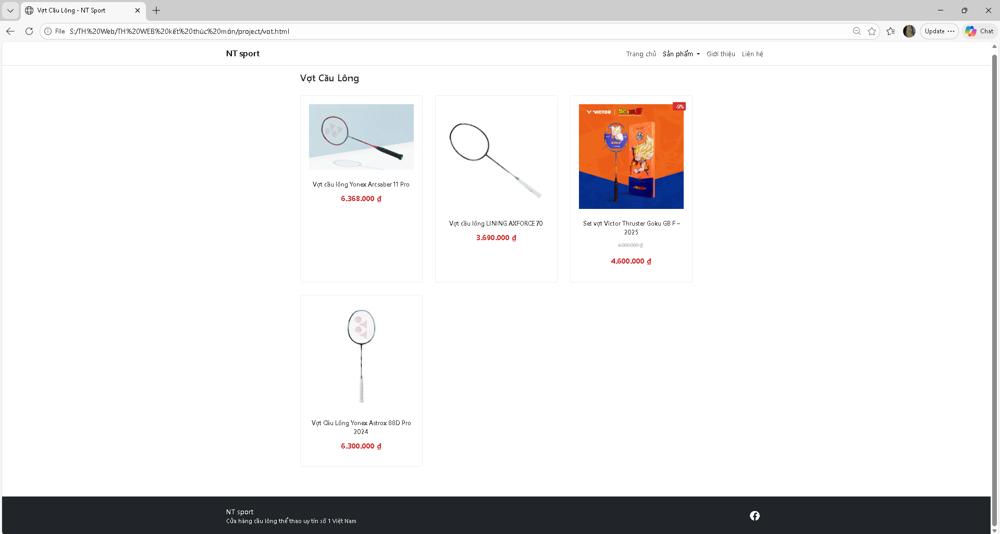 Vợt Cầu Lông - NT Sport
File S:/TH%20Web/TH%20WEB%20kết%20thúc%20môn/project/vot.html
Update
Chat
NT sport
Trang chủ Sản phẩm Giới thiệu Liên hệ
Vợt Cầu Lông
Vợt cầu lông Yonex Arcsaber 11 Pro
6.368.000 ₫
Vợt cầu lông LINING AXFORCE 70
3.690.000 ₫
VICTOR
-9%
GOKU
悟
Set vợt Victor Thruster Goku GB F –
2025
4.600.000 ₫
Vợt Cầu Lông Yonex Astrox 88D Pro
2024
6.300.000 ₫
NT sport
Cửa hàng cầu lông thể thao uy tín số 1 Việt Nam